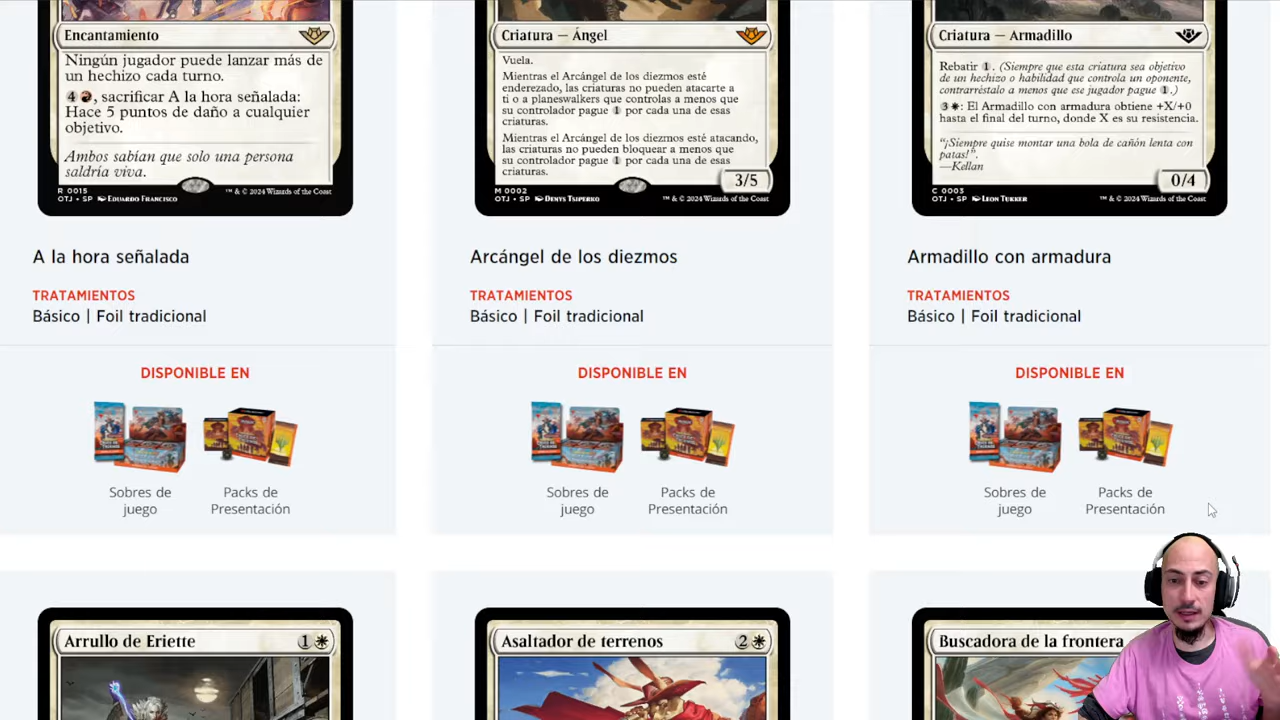 Encantamiento
Ningún jugador puede lanzar más de
un hechizo cada turno.
4, sacrificar A la hora señalada:
Hace 5 puntos de daño a cualquier
objetivo.
Ambos sabían que solo una persona
saldría viva.
R 0015
OTJ • SP Eduardo Francisco
™ & © 2024 Wizards of the Coast
Criatura — Ángel
Vuela.
Mientras el Arcángel de los diezmos esté
enderezado, las criaturas no pueden atacarte a
ti o a planeswalkers que controlas a menos que
su controlador pague 1 por cada una de esas
criaturas.
Mientras el Arcángel de los diezmos esté atacando,
las criaturas no pueden bloquear a menos que
su controlador pague 1 por cada una de esas
criaturas.
3/5
M 0002
OTJ • SP Denys Tsiperko
™ & © 2024 Wizards of the Coast
Criatura — Armadillo
Rebatir 1. (Siempre que esta criatura sea objetivo
de un hechizo o habilidad que controla un oponente,
contrarréstalo a menos que ese jugador pague 1.)
3: El Armadillo con armadura obtiene +X/+0
hasta el final del turno, donde X es su resistencia.
“¡Siempre quise montar una bola de cañón lenta con
patas!”.
—Kellan
0/4
C 0003
OTJ • SP Leon Tukker
™ & © 2024 Wizards of the Coast
A la hora señalada
Arcángel de los diezmos
Armadillo con armadura
TRATAMIENTOS
Básico | Foil tradicional
TRATAMIENTOS
Básico | Foil tradicional
TRATAMIENTOS
Básico | Foil tradicional
DISPONIBLE EN
DISPONIBLE EN
DISPONIBLE EN
Sobres de
juego
Packs de
Presentación
Sobres de
juego
Packs de
Presentación
Sobres de
juego
Packs de
Presentación
Arrullo de Eriette
1
Asaltador de terrenos
2
Buscadora de la frontera